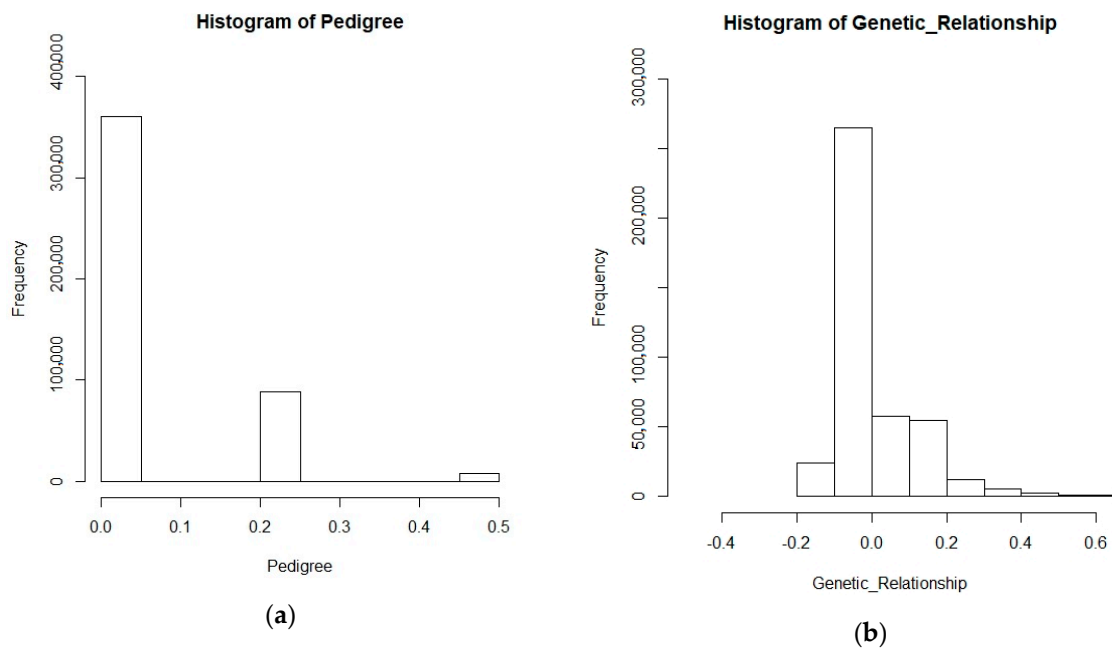 Histogram of Pedigree
400,000
300,000
200,000
100,000
0
Frequency
0.0 0.1 0.2 0.3 0.4 0.5
Pedigree
(a)
Histogram of Genetic_Relationship
300,000
200,000
100,000
50,000
0
Frequency
-0.4 -0.2 0.0 0.2 0.4 0.6
Genetic_Relationship
(b)